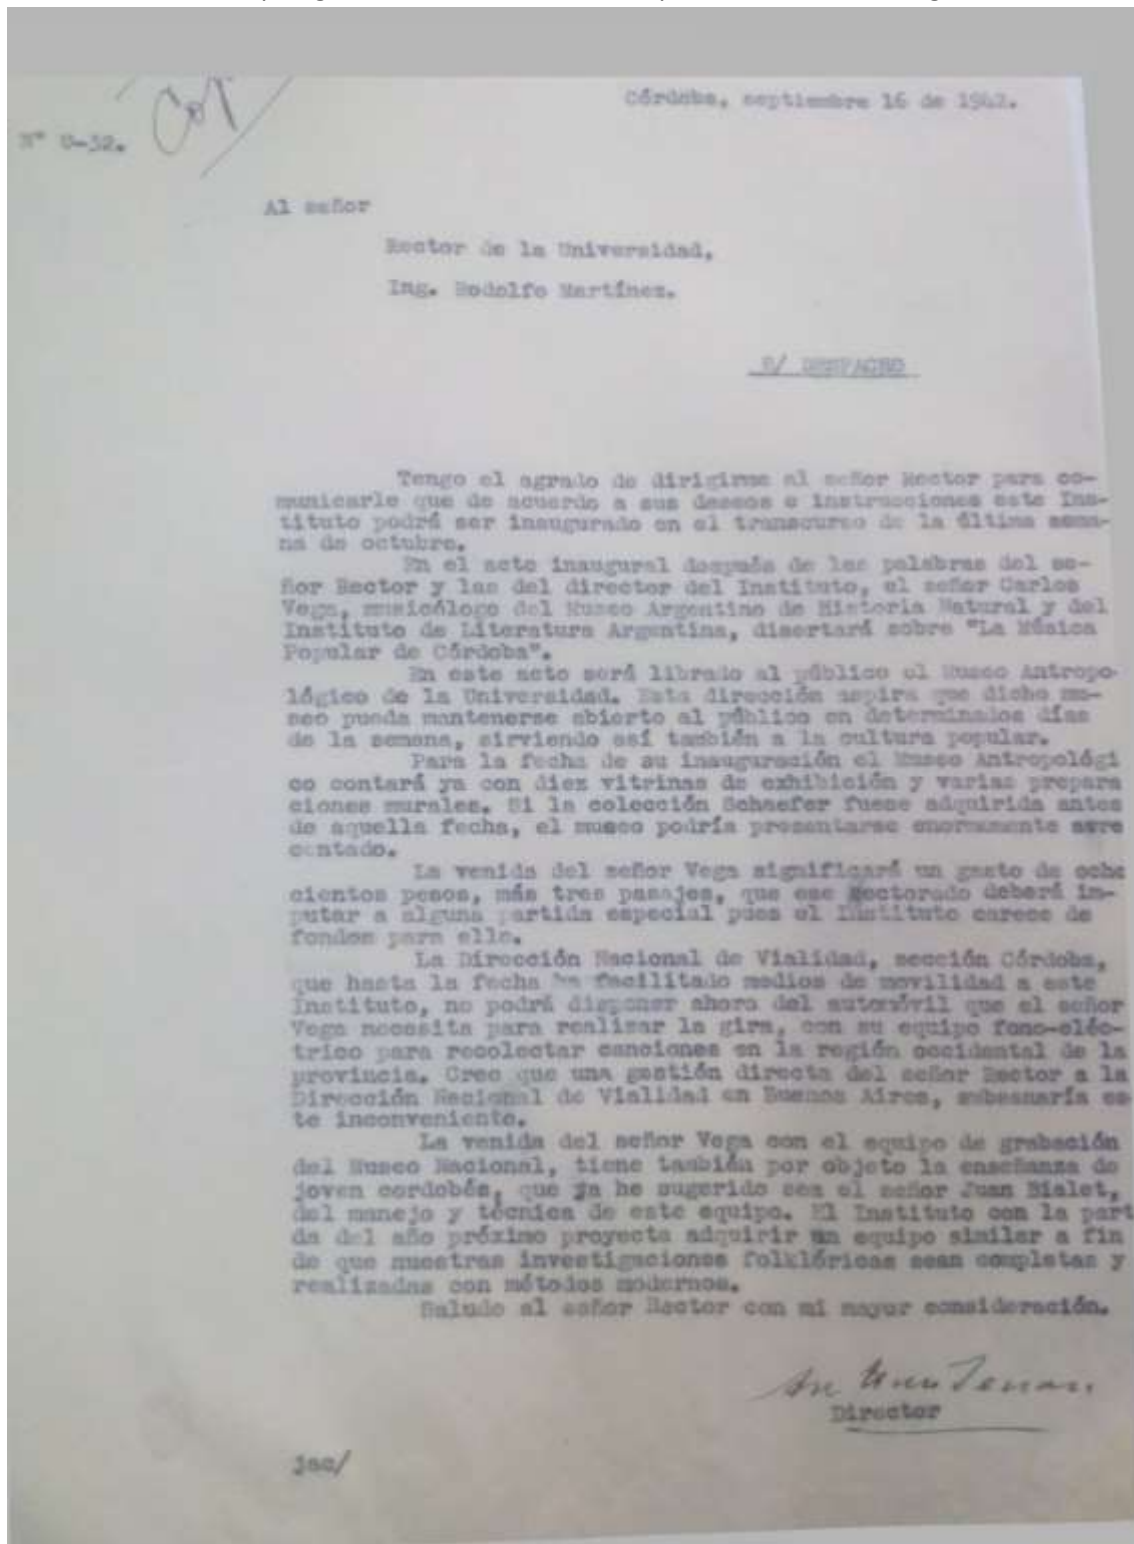 Córdoba, septiembre 16 de 1942.
Nº U-32.
Al señor
Rector de la Universidad,
Ing. Rodolfo Martínez.
S/ DESPACHO
Tengo el agrado de dirigirme al señor Rector para co-
municarle que de acuerdo a sus deseos e instrucciones este Ins-
tituto podrá ser inaugurado en el transcurso de la última sema-
na de octubre.
En el acto inaugural después de las palabras del se-
ñor Rector y las del director del Instituto, el señor Carlos
Vega, musicólogo del Museo Argentino de Historia Natural y del
Instituto de Literatura Argentina, disertará sobre "La Música
Popular de Córdoba".
En este acto será librado al público el Museo Antropo-
lógico de la Universidad. Esta dirección aspira que dicho mu-
seo pueda mantenerse abierto al público en determinados días
de la semana, sirviendo así también a la cultura popular.
Para la fecha de su inauguración el Museo Antropológi
co contará ya con diez vitrinas de exhibición y varias prepara
ciones murales. Si la colección Schaefer fuese adquirida antes
de aquella fecha, el museo podría presentarse enormemente acre
centado.
La venida del señor Vega significará un gasto de ocho
cientos pesos, más tres pasajes, que ese Rectorado deberá im-
putar a alguna partida especial pues el Instituto carece de
fondos para ello.
La Dirección Nacional de Vialidad, sección Córdoba,
que hasta la fecha ha facilitado medios de movilidad a este
Instituto, no podrá disponer ahora del automóvil que el señor
Vega necesita para realizar la gira, con su equipo fono-eléc-
trico para recolectar canciones en la región occidental de la
provincia. Creo que una gestión directa del señor Rector a la
Dirección Nacional de Vialidad en Buenos Aires, subsanaría es
te inconveniente.
La venida del señor Vega con el equipo de grabación
del Museo Nacional, tiene también por objeto la enseñanza de
joven cordobés, que ya he sugerido sea el señor Juan Bialet,
del manejo y técnica de este equipo. El Instituto con la part
da del año próximo proyecta adquirir un equipo similar a fin
de que nuestras investigaciones folklóricas sean completas y
realizadas con métodos modernos.
Saludo al señor Rector con mi mayor consideración.
Director
jsc/